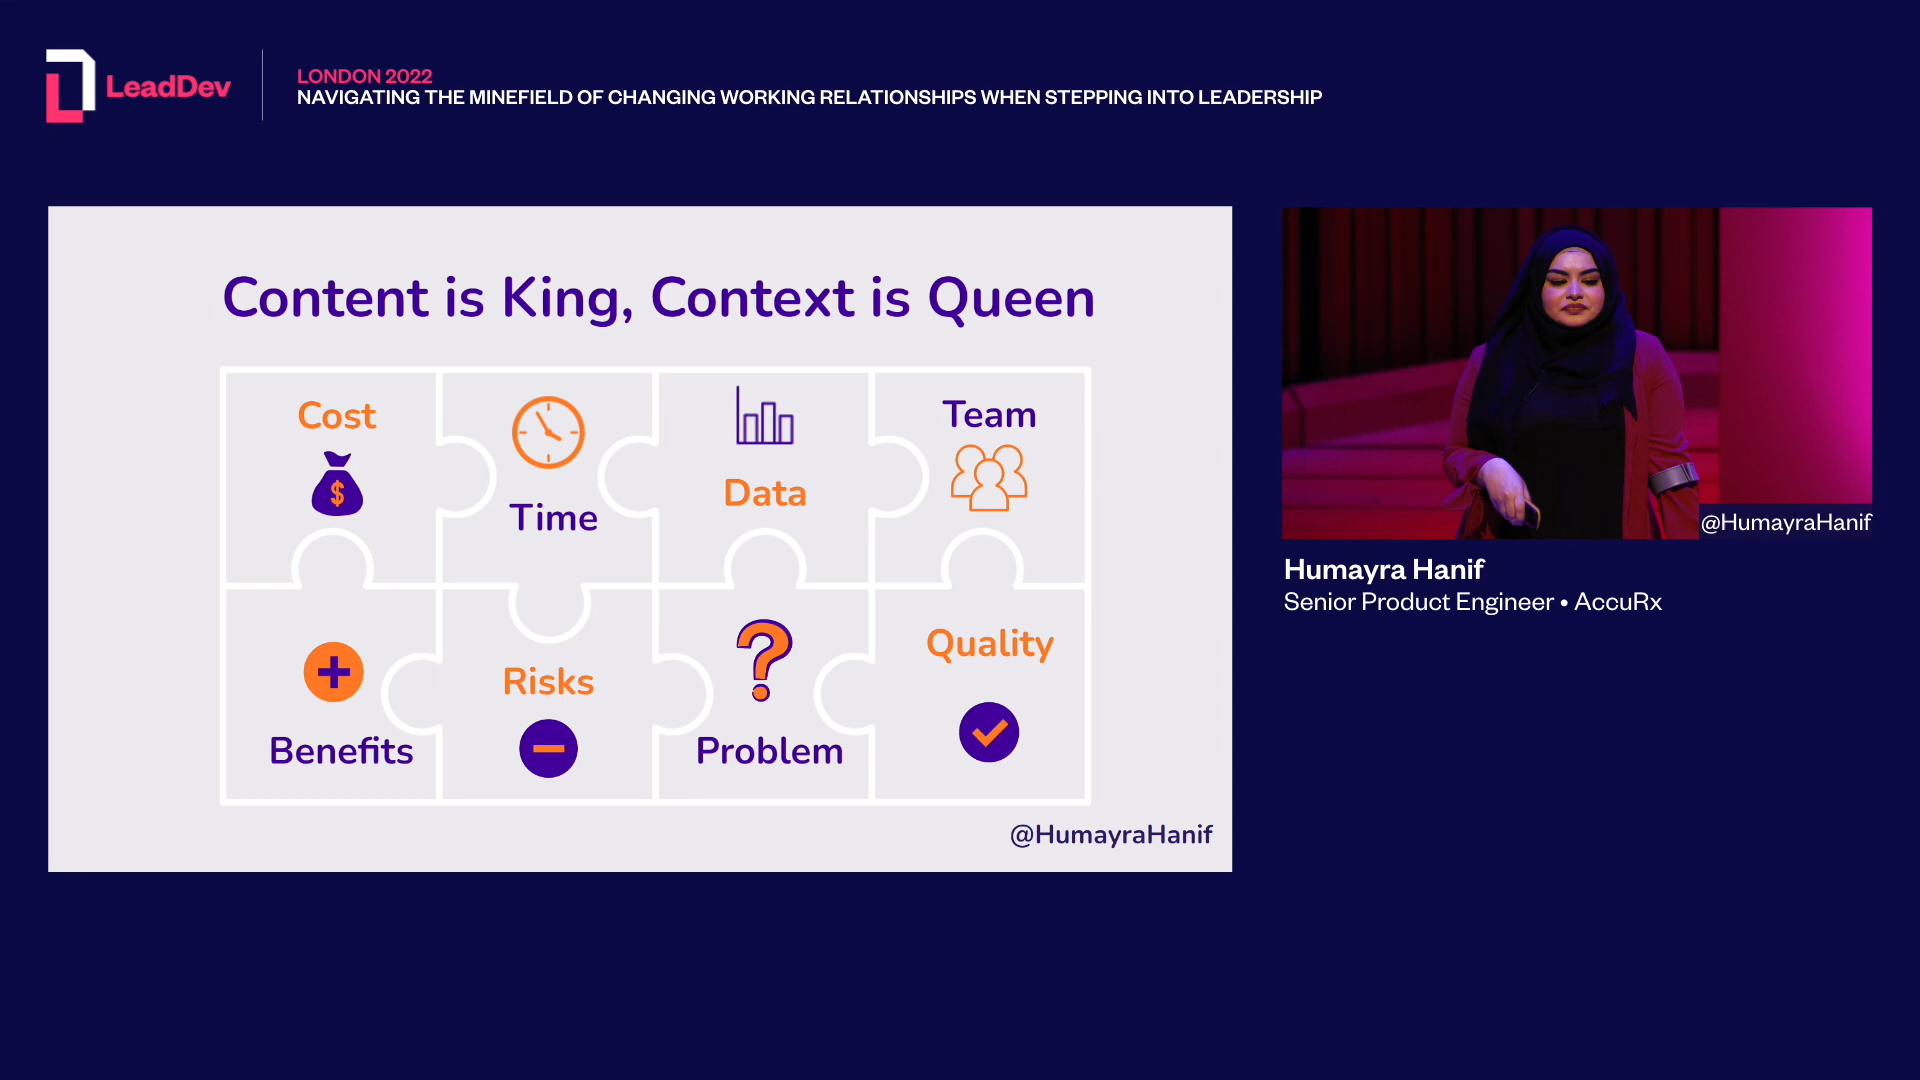 LeadDev
LONDON 2022
NAVIGATING THE MINEFIELD OF CHANGING WORKING RELATIONSHIPS WHEN STEPPING INTO LEADERSHIP
Content is King, Context is Queen
Cost
$
Time
Data
Team
Benefits
Risks
?
Problem
Quality
@HumayraHanif
@HumayraHanif
Humayra Hanif
Senior Product Engineer • AccuRx